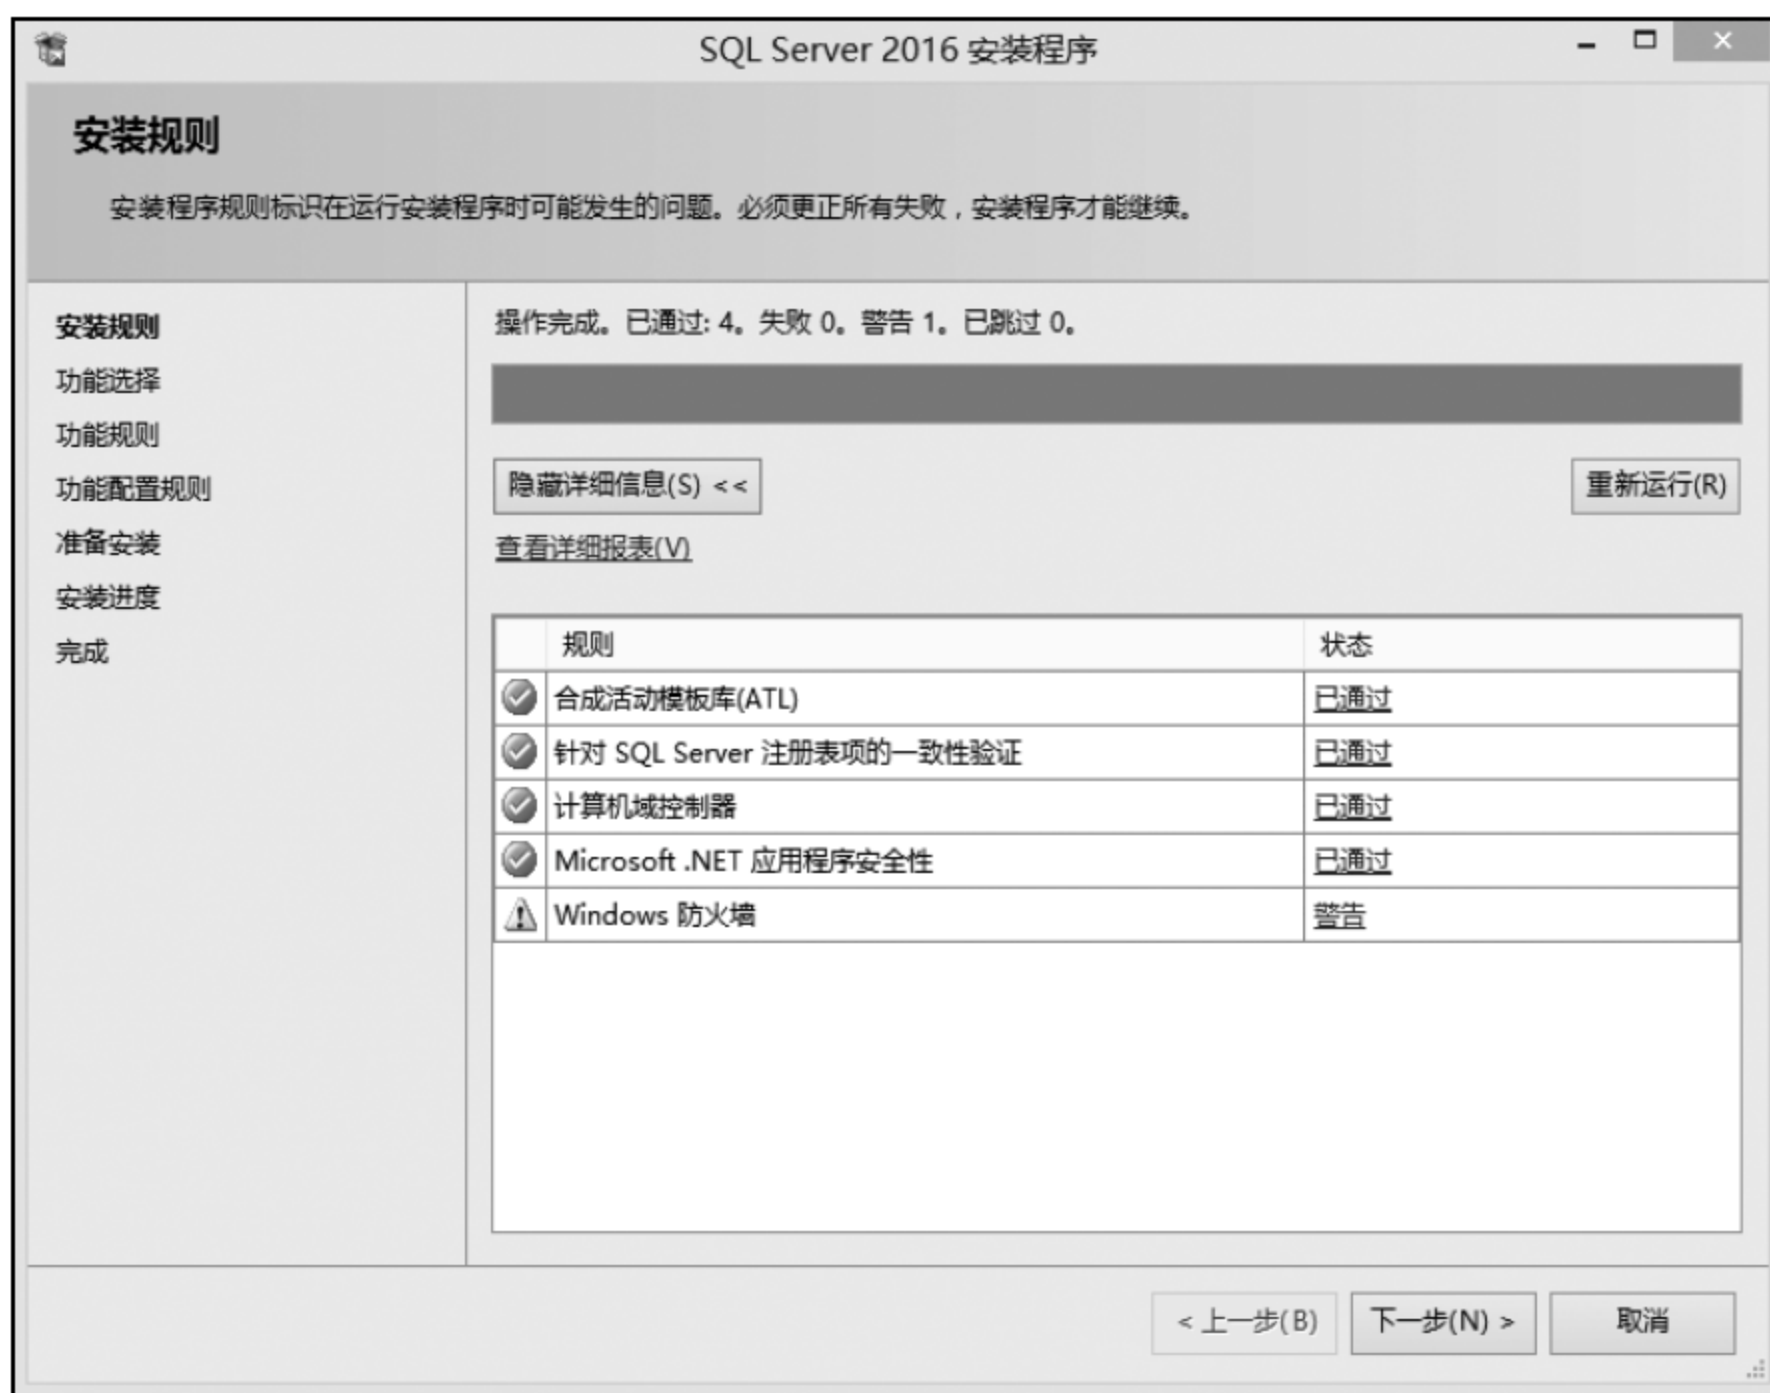 SQL Server 2016 安装程序
安装规则
安装程序规则标识在运行安装程序时可能发生的问题。必须更正所有失败，安装程序才能继续。
安装规则
功能选择
功能规则
功能配置规则
准备安装
安装进度
完成
操作完成。已通过: 4。失败 0。警告 1。已跳过 0。
隐藏详细信息(S) <<
重新运行(R)
查看详细报表(V)
规则 状态
合成活动模板库(ATL) 已通过
针对 SQL Server 注册表项的一致性验证 已通过
计算机域控制器 已通过
Microsoft .NET 应用程序安全性 已通过
Windows 防火墙 警告
< 上一步(B) 下一步(N) > 取消